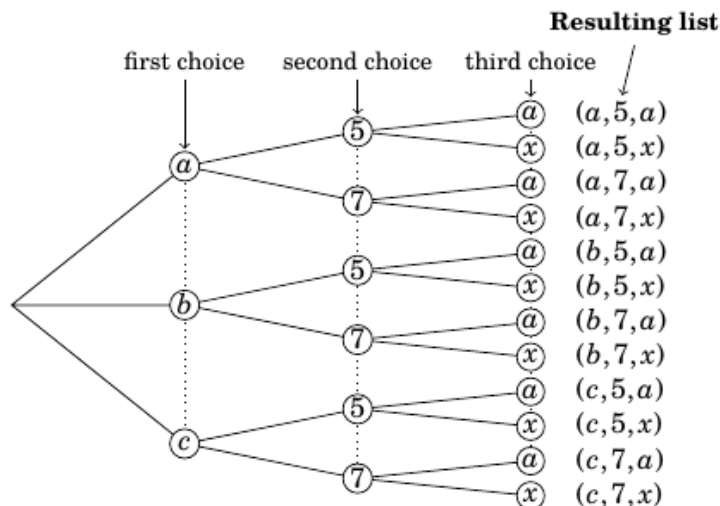 Resulting list
first choice second choice third choice
a (a,5,a)
5
x (a,5,x)
a
a (a,7,a)
7
x (a,7,x)
a (b,5,a)
5
x (b,5,x)
b
a (b,7,a)
7
x (b,7,x)
a (c,5,a)
5
x (c,5,x)
c
a (c,7,a)
7
x (c,7,x)